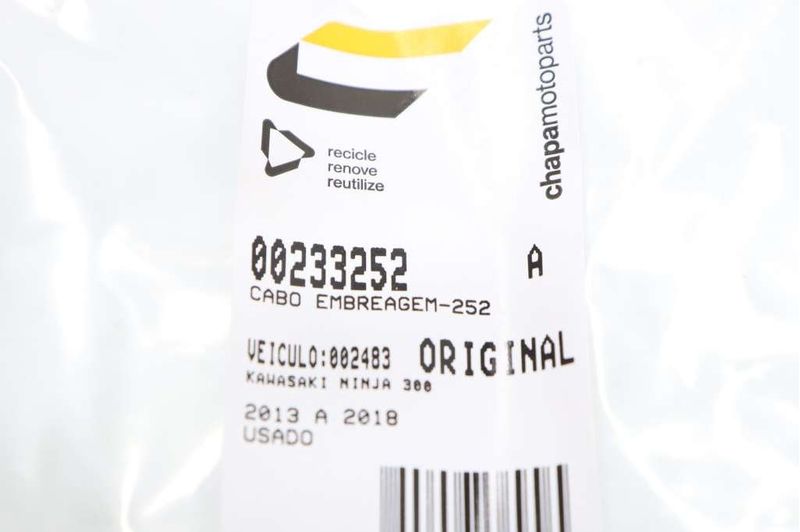 chapamotoparts
recicle
renove
reutilize
00233252 A
CABO EMBREAGEM-252
VEICULO:002483 ORIGINAL
KAWASAKI NINJA 300
2013 A 2018
USADO